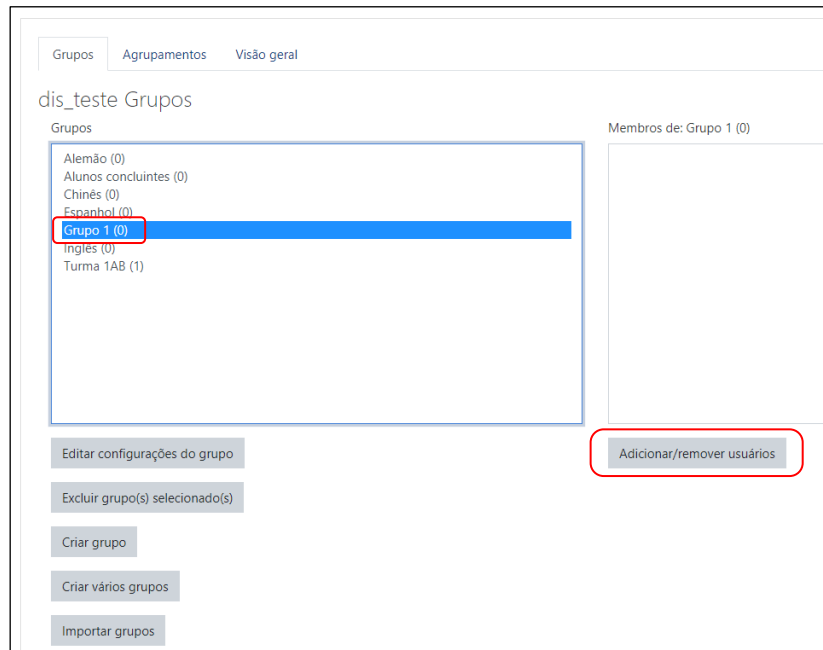 Grupos Agrupamentos Visão geral
dis_teste Grupos
Grupos
Alemão (0)
Alunos concluintes (0)
Chinês (0)
Espanhol (0)
Grupo 1 (0)
Inglês (0)
Turma 1AB (1)
Editar configurações do grupo
Excluir grupo(s) selecionado(s)
Criar grupo
Criar vários grupos
Importar grupos
Membros de: Grupo 1 (0)
Adicionar/remover usuários